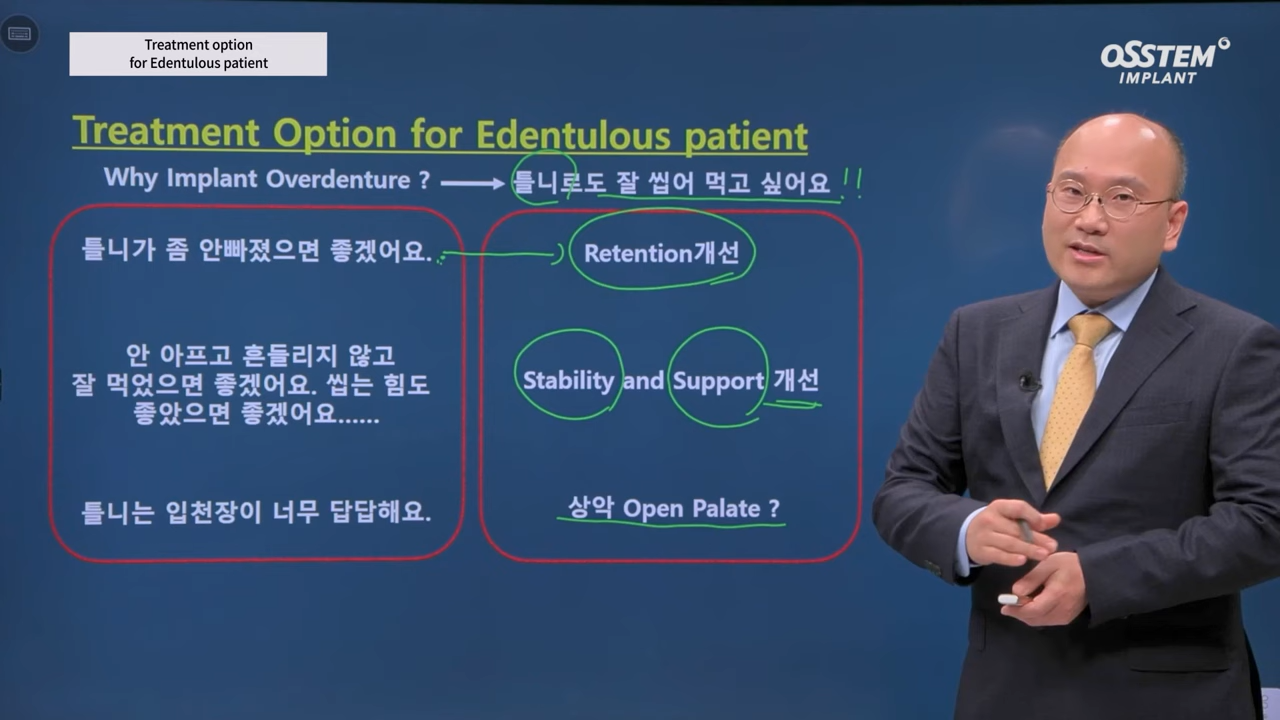 Treatment option
for Edentulous patient
OSSTEM
IMPLANT
Treatment Option for Edentulous patient
Why Implant Overdenture ? 틀니로도 잘 씹어 먹고 싶어요 !!
틀니가 좀 안빠졌으면 좋겠어요.
Retention개선
안 아프고 흔들리지 않고
잘 먹었으면 좋겠어요. 씹는 힘도
좋았으면 좋겠어요......
Stability and Support 개선
틀니는 입천장이 너무 답답해요.
상악 Open Palate ?